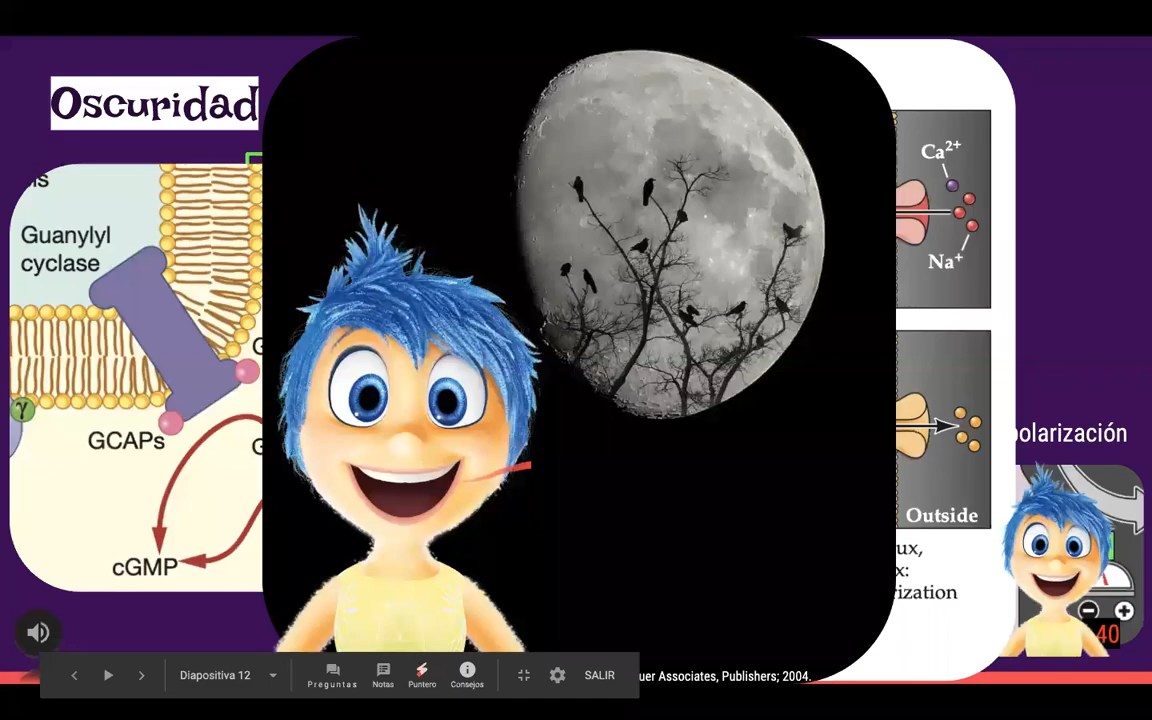 Oscuridad
Guanylyl
cyclase
GCAPs
γ
cGMP
Ca²⁺
Na⁺
Outside
ux,
x:
rization
polarización
40
Diapositiva 12
Preguntas
Notas
Puntero
Consejos
SALIR
uer Associates, Publishers; 2004.